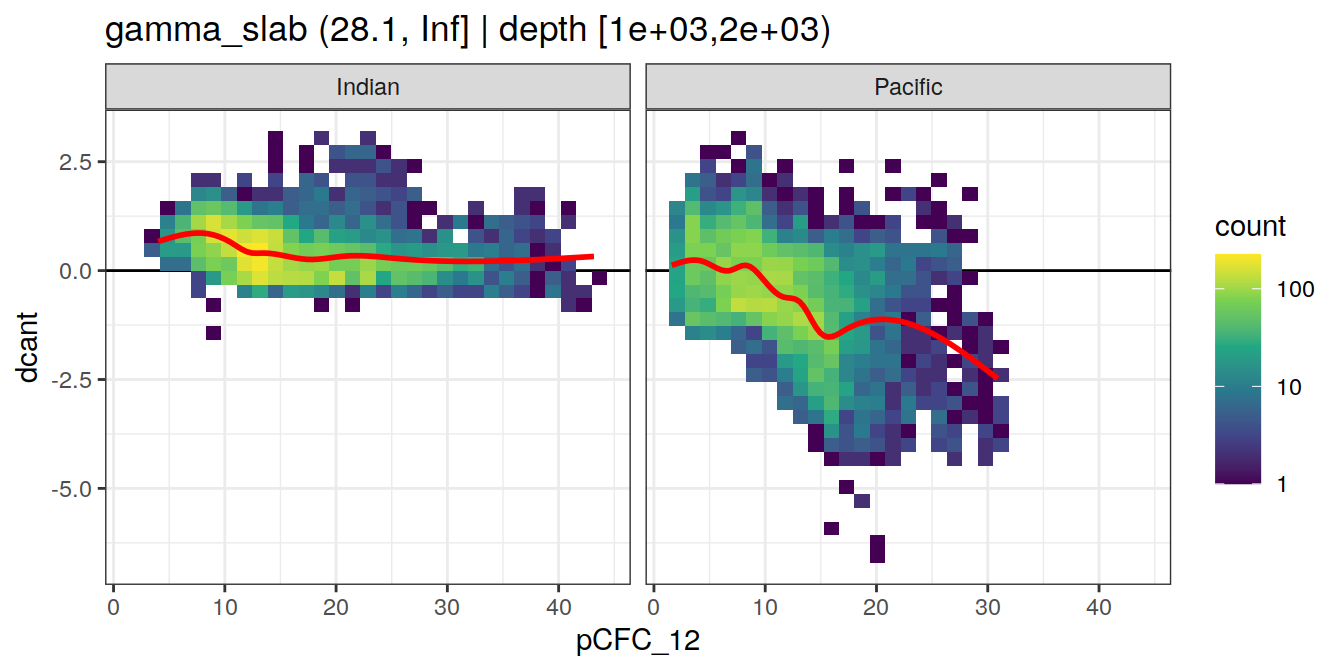 gamma_slab (28.1, Inf] | depth [1e+03,2e+03)
Indian
Pacific
dcant
2.5
0.0
-2.5
-5.0
0 10 20 30 40
0 10 20 30 40
pCFC_12
count
100
10
1